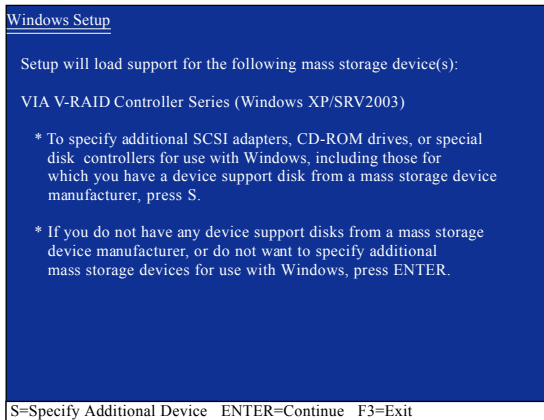 Windows Setup
Setup will load support for the following mass storage device(s):
VIA V-RAID Controller Series (Windows XP/SRV2003)
* To specify additional SCSI adapters, CD-ROM drives, or special
disk controllers for use with Windows, including those for
which you have a device support disk from a mass storage device
manufacturer, press S.
* If you do not have any device support disks from a mass storage
device manufacturer, or do not want to specify additional
mass storage devices for use with Windows, press ENTER.
S=Specify Additional Device ENTER=Continue F3=Exit